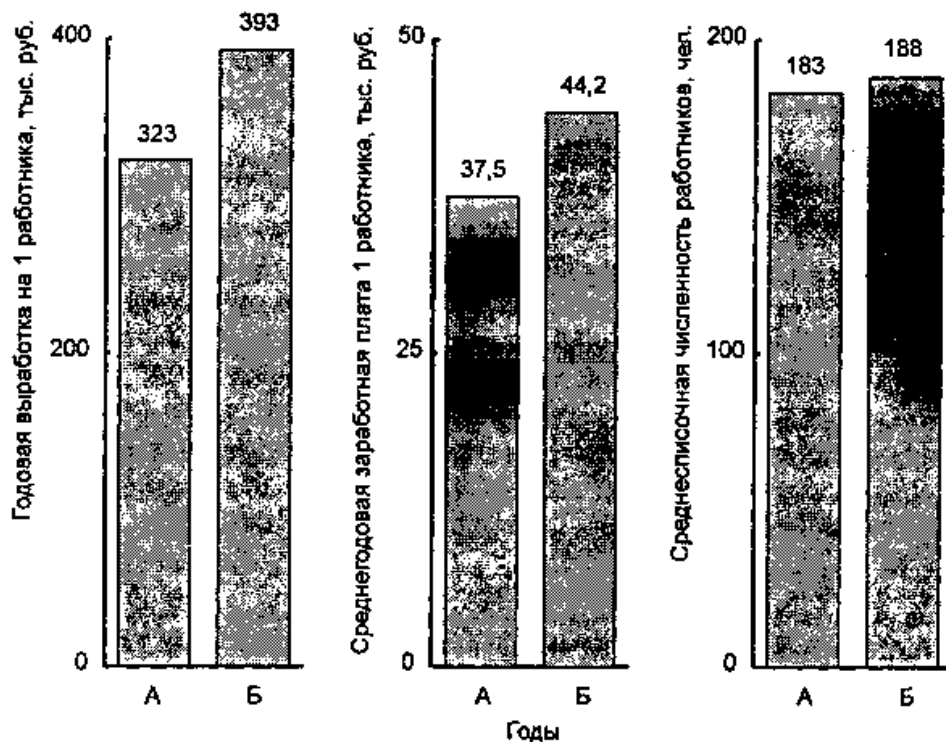 Годовая выработка на 1 работника, тыс. руб.
400
200
0
323
393
А
Б
Среднегодовая заработная плата 1 работника, тыс. руб.
50
25
0
37,5
44,2
А
Б
Среднесписочная численность работников, чел.
200
100
0
183
188
А
Б
Годы